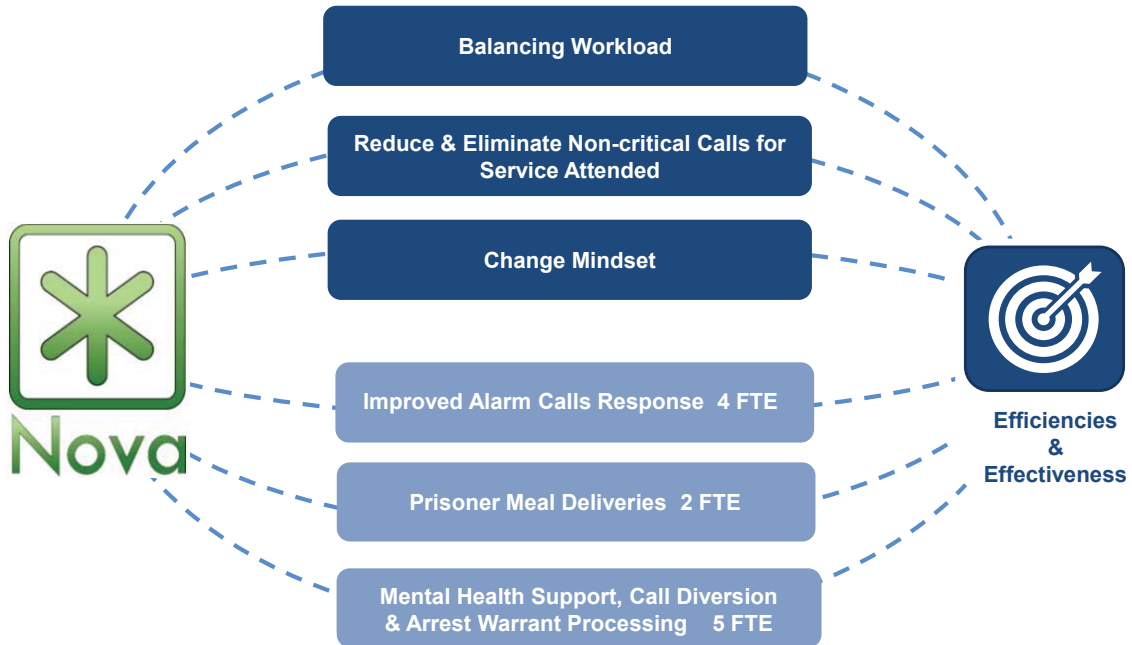 Balancing Workload
Reduce & Eliminate Non-critical Calls for
Service Attended
Change Mindset
Nova
Improved Alarm Calls Response 4 FTE
Efficiencies
&
Effectiveness
Prisoner Meal Deliveries 2 FTE
Mental Health Support, Call Diversion
& Arrest Warrant Processing 5 FTE